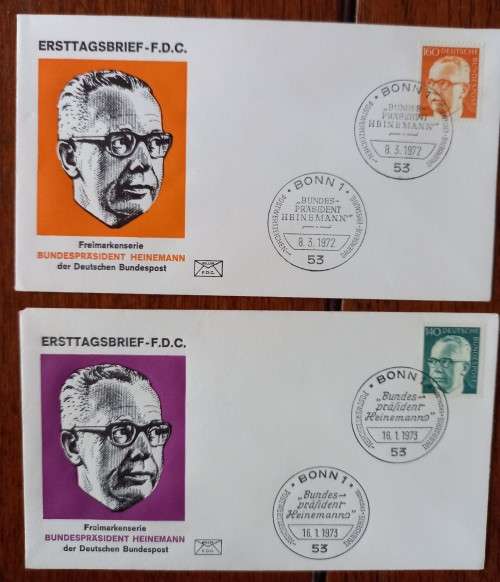 ERSTTAGSBRIEF-F.D.C.
Freimarkenserie
BUNDESPRÄSIDENT HEINEMANN
der Deutschen Bundespost
F.D.C.
160 DEUTSCHE BUNDESPOST
BONN 1
„BUNDES-
PRÄSIDENT
HEINEMANN"
8. 3. 1972
53
BONN 1
„BUNDES-
PRÄSIDENT
HEINEMANN"
8. 3. 1972
53
ERSTTAGSBRIEF-F.D.C.
Freimarkenserie
BUNDESPRÄSIDENT HEINEMANN
der Deutschen Bundespost
F.D.C.
140 DEUTSCHE BUNDESPOST
BONN 1
„Bundes-
präsident
Heinemann"
16. 1. 1973
53
BONN 1
„Bundes-
präsident
Heinemann"
16. 1. 1973
53